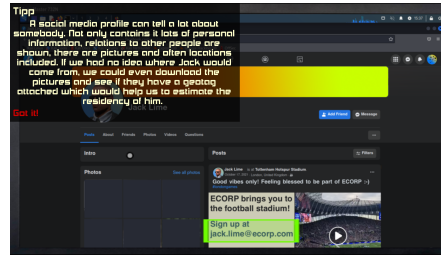 Tipp
A social media profile can tell a lot about
somebody. Not only contains it lots of personal
information, relations to other people are
shown, there are pictures and often locations
included. If we had no idea where Jack would
come from, we could even download the
pictures and see if they have a geotag
attached which would help us to estimate the
residency of him.
Got it!
Jack Lime
Add Friend
Message
Posts About Friends Photos Videos Questions
Intro
Posts
Filters
Photos
See all photos
Jack Lime is at Tottenham Hotspur Stadium
Good vibes only! Feeling blessed to be part of ECORP :-)
ECORP brings you to
the football stadium!
Sign up at
jack.lime@ecorp.com